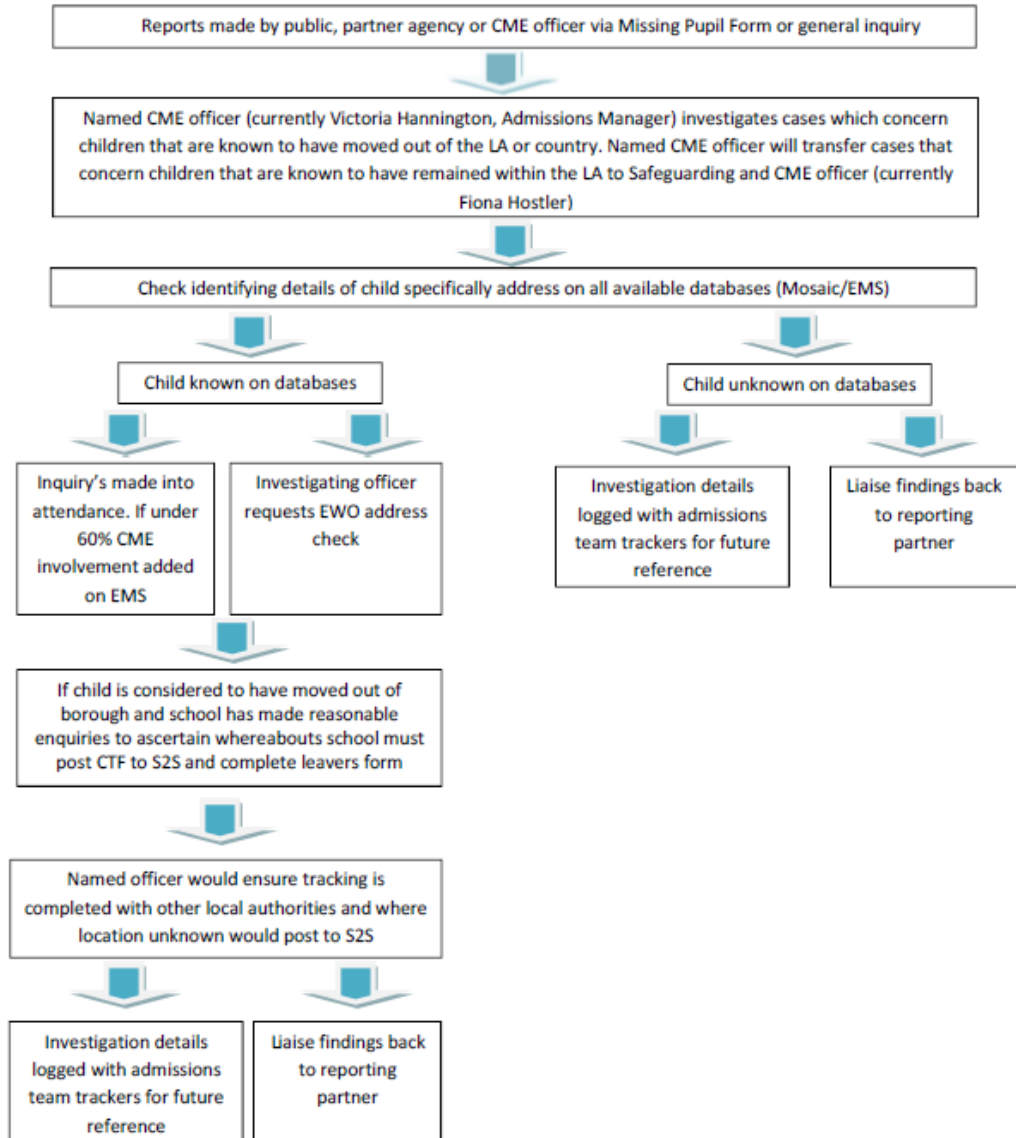 Reports made by public, partner agency or CME officer via Missing Pupil Form or general inquiry
Named CME officer (currently Victoria Hannington, Admissions Manager) investigates cases which concern
children that are known to have moved out of the LA or country. Named CME officer will transfer cases that
concern children that are known to have remained within the LA to Safeguarding and CME officer (currently
Fiona Hostler)
Check identifying details of child specifically address on all available databases (Mosaic/EMS)
Child known on databases
Child unknown on databases
Inquiry's made into
attendance. If under
60% CME
involvement added
on EMS
Investigating officer
requests EWO address
check
Investigation details
logged with admissions
team trackers for future
reference
Liaise findings back
to reporting
partner
If child is considered to have moved out of
borough and school has made reasonable
enquiries to ascertain whereabouts school must
post CTF to S2S and complete leavers form
Named officer would ensure tracking is
completed with other local authorities and where
location unknown would post to S2S
Investigation details
logged with admissions
team trackers for future
reference
Liaise findings back
to reporting
partner